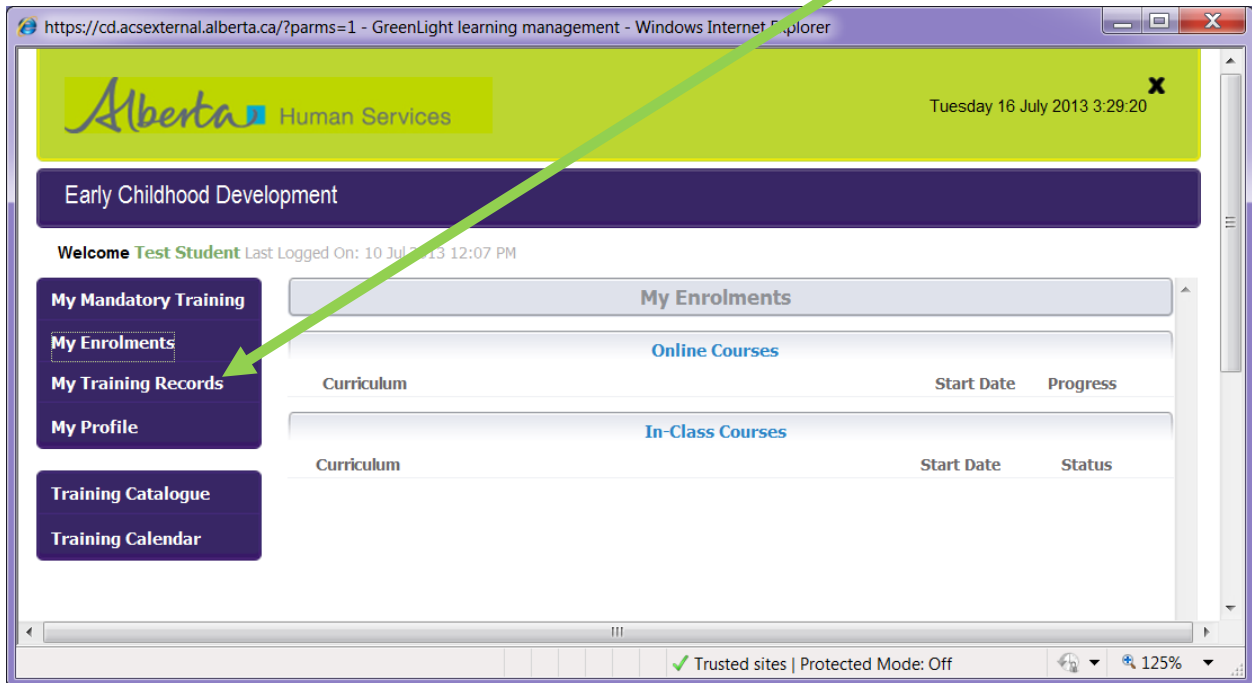 https://cd.acsexternal.alberta.ca/?parms=1 - GreenLight learning management - Windows Internet Explorer
Alberta Human Services
X
Tuesday 16 July 2013 3:29:20
Early Childhood Development
Welcome Test Student Last Logged On: 10 Jul 2013 12:07 PM
My Mandatory Training
My Enrolments
My Training Records
My Profile
Training Catalogue
Training Calendar
My Enrolments
Online Courses
Curriculum Start Date Progress
In-Class Courses
Curriculum Start Date Status
Trusted sites | Protected Mode: Off
125%